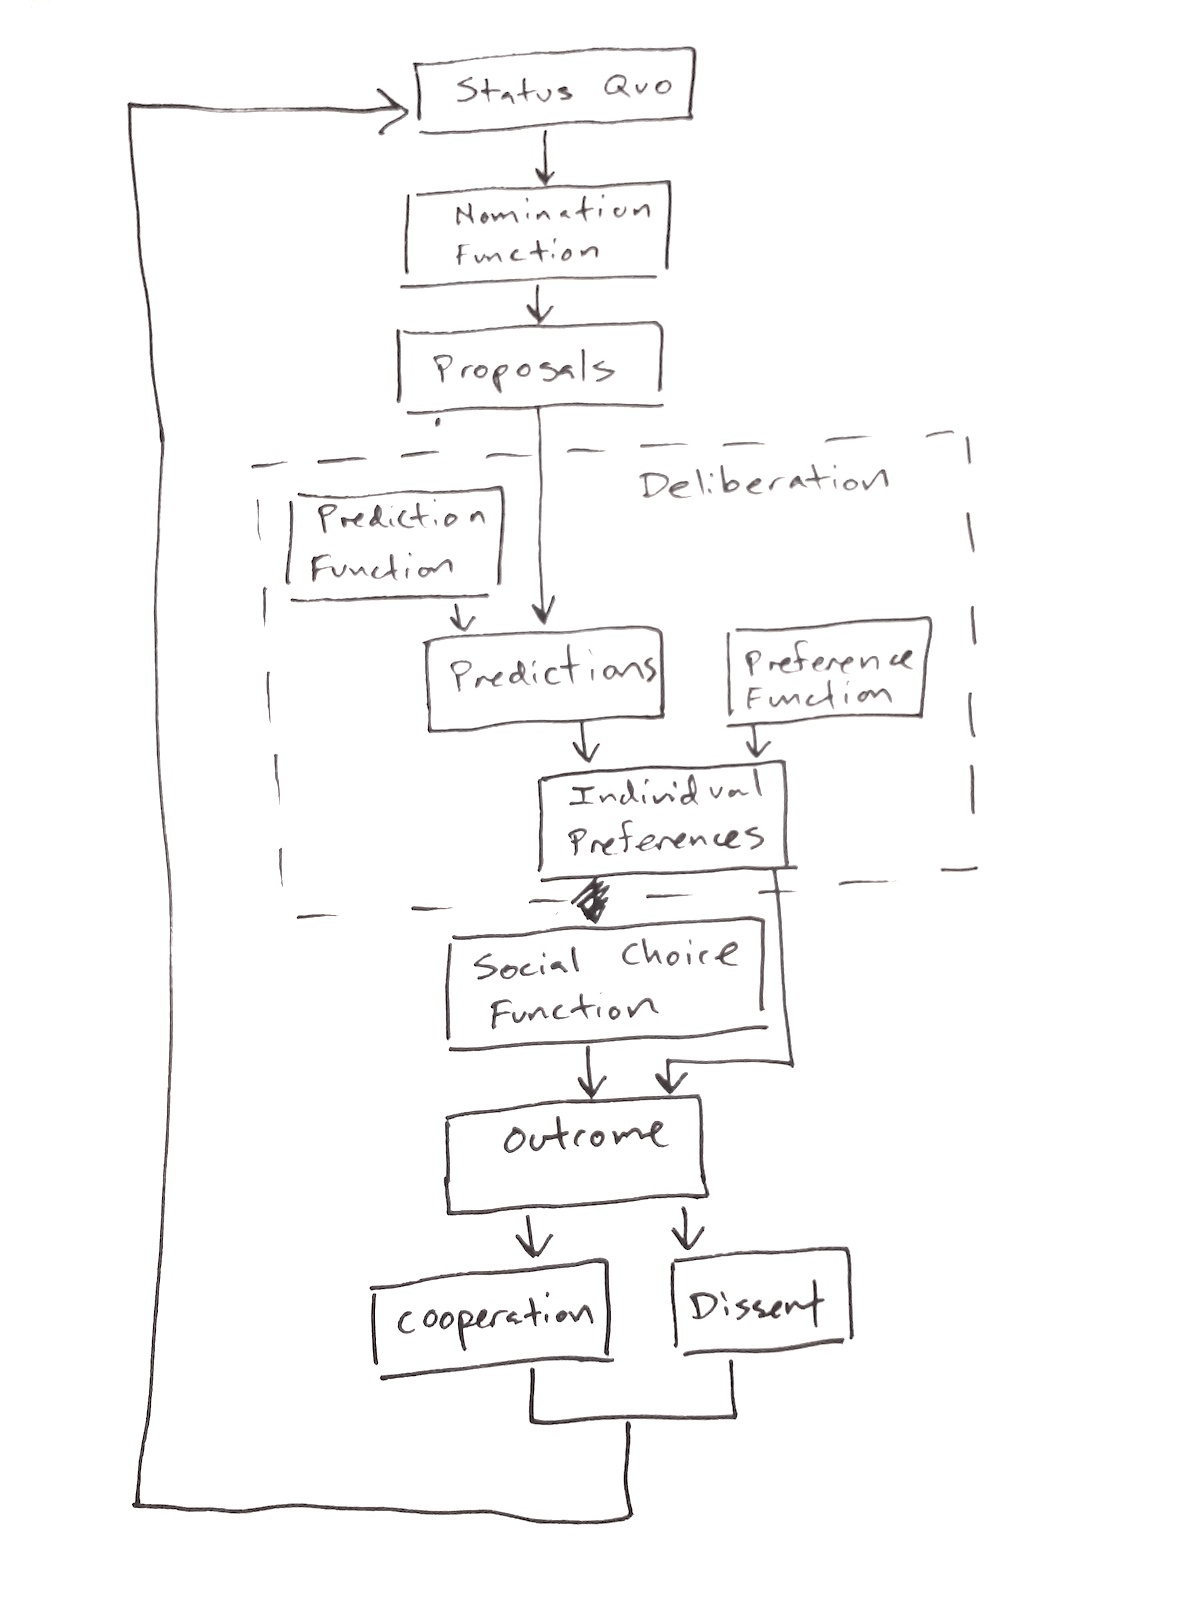 Status Quo
Nomination
Function
Proposals
Deliberation
Prediction
Function
Predictions
Preference
Function
Individual
Preferences
Social Choice
Function
Outcome
Cooperation
Dissent